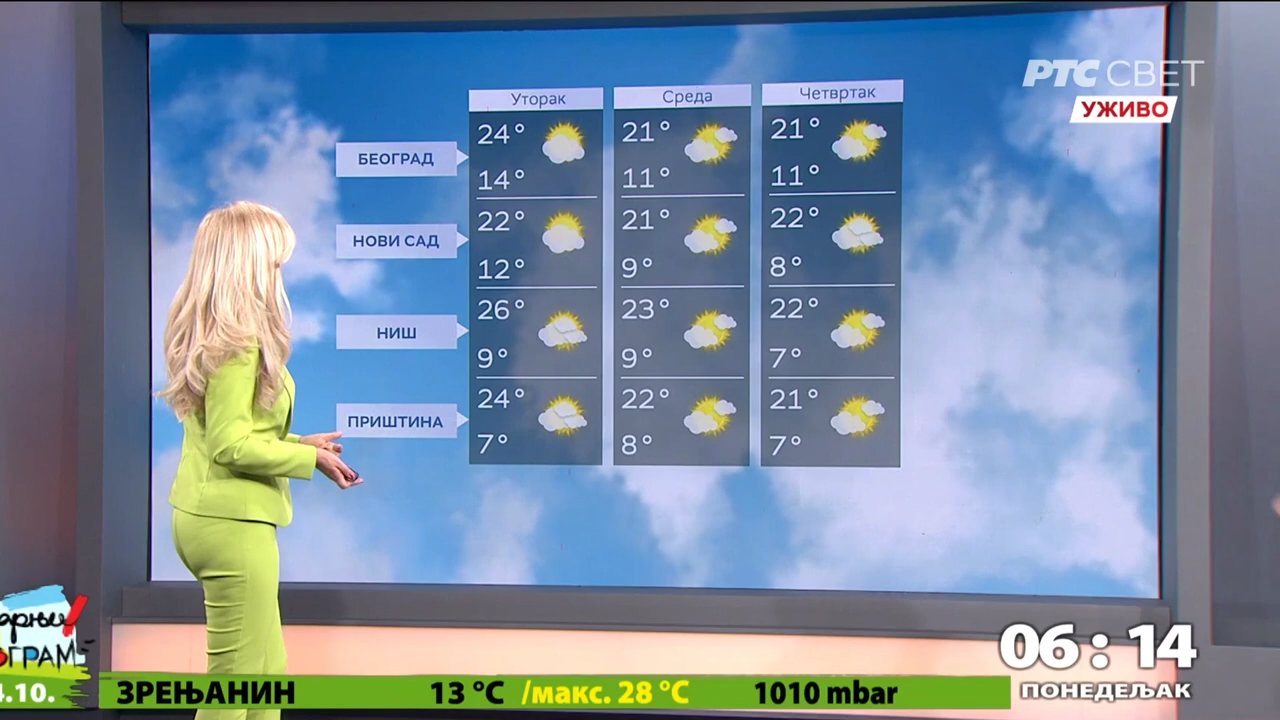 РТС СВЕТ
УЖИВО
Уторак Среда Четвртак
БЕОГРАД 24° 21° 21°
14° 11° 11°
НОВИ САД 22° 21° 22°
12° 9° 8°
НИШ 26° 23° 22°
9° 9° 7°
ПРИШТИНА 24° 22° 21°
7° 8° 7°
06 : 14
ПОНЕДЕЉАК
4.10. ЗРЕЊАНИН 13 °C /макс. 28 °C 1010 mbar